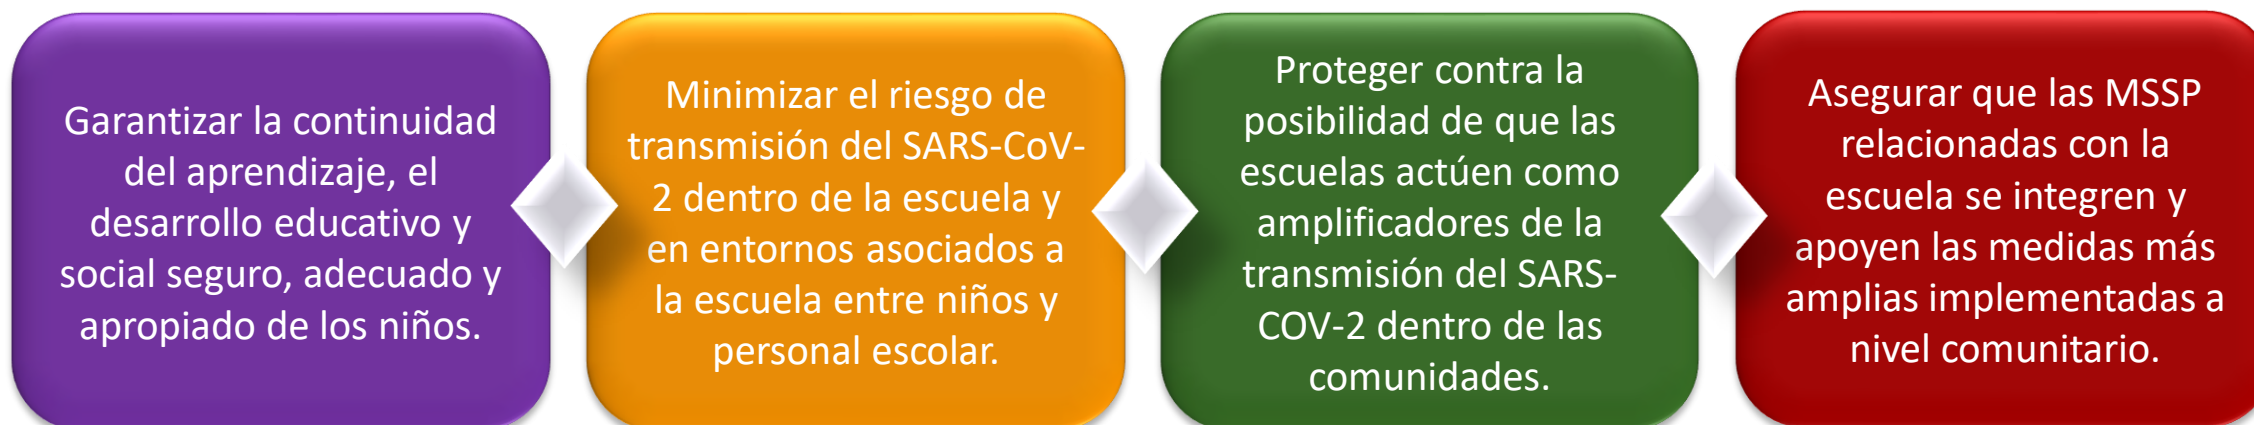 Garantizar la continuidad
del aprendizaje, el
desarrollo educativo y
social seguro, adecuado y
apropiado de los niños.
Minimizar el riesgo de
transmisión del SARS-CoV-
2 dentro de la escuela y
en entornos asociados a
la escuela entre niños y
personal escolar.
Proteger contra la
posibilidad de que las
escuelas actúen como
amplificadores de la
transmisión del SARS-
COV-2 dentro de las
comunidades.
Asegurar que las MSSP
relacionadas con la
escuela se integren y
apoyen las medidas más
amplias implementadas a
nivel comunitario.